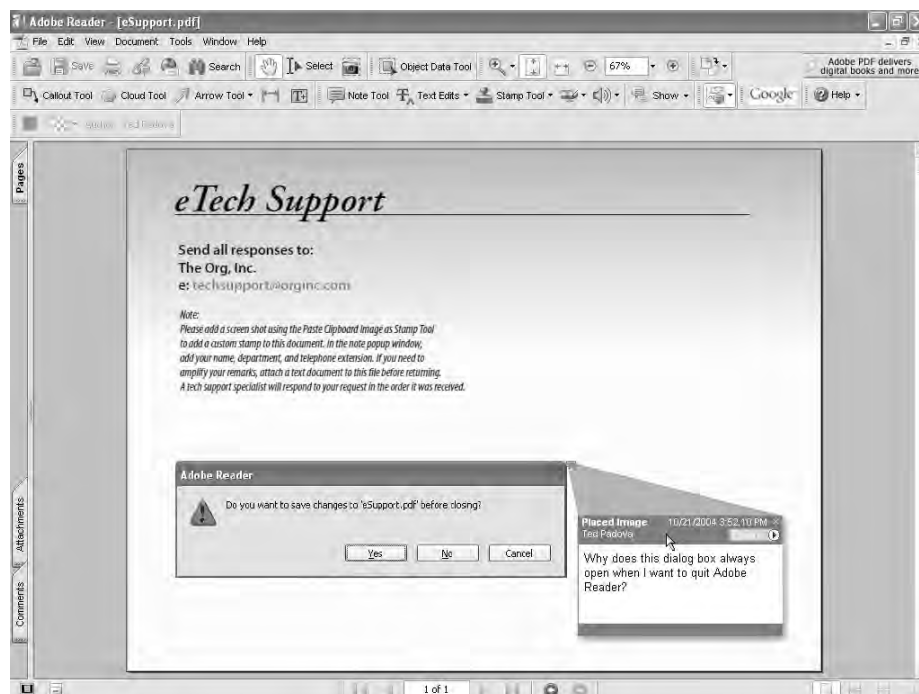 Adobe Reader - [eSupport.pdf]
File Edit View Document Tools Window Help
Save Search Select Object Data Tool 67% Adobe PDF delivers
digital books and more
Callout Tool Cloud Tool Arrow Tool Note Tool Text Edits Stamp Tool Show Google Help
Pages
eTech Support
Send all responses to:
The Org, Inc.
e: techsupport@orginc.com
Note:
Please add a screen shot using the Paste Clipboard Image as Stamp Tool
to add a custom stamp to this document. In the note popup window,
add your name, department, and telephone extension. If you need to
amplify your remarks, attach a text document to this file before returning.
A tech support specialist will respond to your request in the order it was received.
Adobe Reader
Do you want to save changes to 'eSupport.pdf' before closing?
Yes No Cancel
Placed Image 10/21/2004 3:52:10 PM
Ted Padova
Why does this dialog box always
open when I want to quit Adobe
Reader?
Attachments
Comments
1 of 1